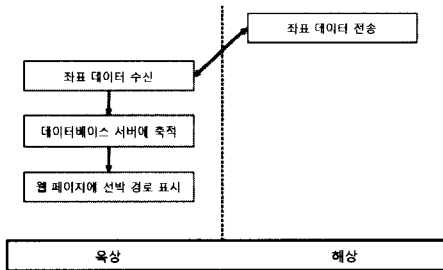 좌표 데이터 전송
좌표 데이터 수신
데이터베이스 서버에 축적
웹 페이지에 선박 경로 표시
육상
해상